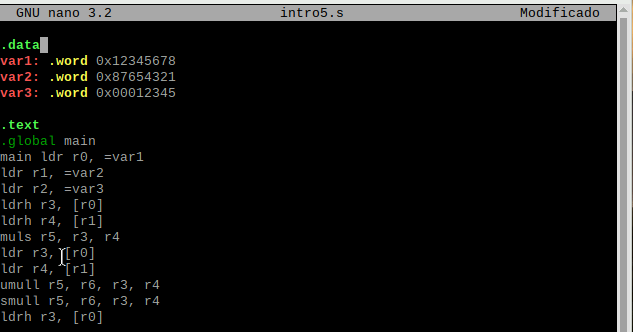 GNU nano 3.2 intro5.s Modificado
.data
var1: .word 0x12345678
var2: .word 0x87654321
var3: .word 0x00012345
.text
.global main
main ldr r0, =var1
ldr r1, =var2
ldr r2, =var3
ldrh r3, [r0]
ldrh r4, [r1]
muls r5, r3, r4
ldr r3, [r0]
ldr r4, [r1]
umull r5, r6, r3, r4
smull r5, r6, r3, r4
ldrh r3, [r0]